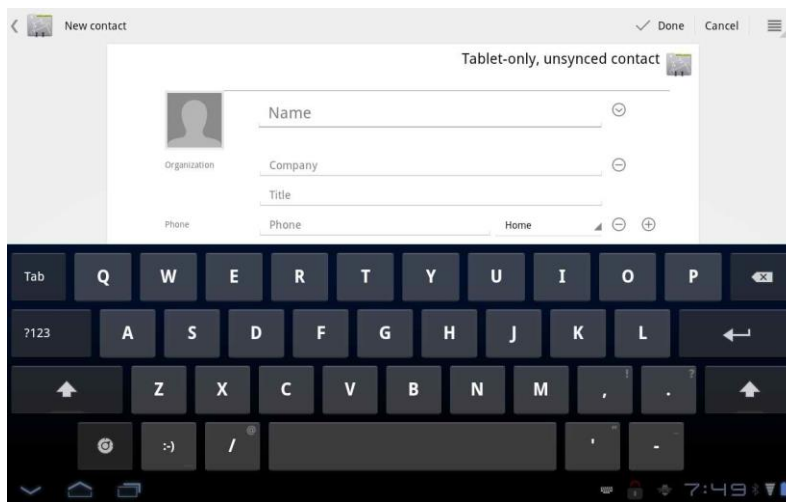 New contact Done Cancel
Tablet-only, unsynced contact
Name
Organization Company
Title
Phone Phone Home
Tab Q W E R T Y U I O P
?123 A S D F G H J K L
Z X C V B N M , ! . ?
:-) / @ ' " - _
7:49